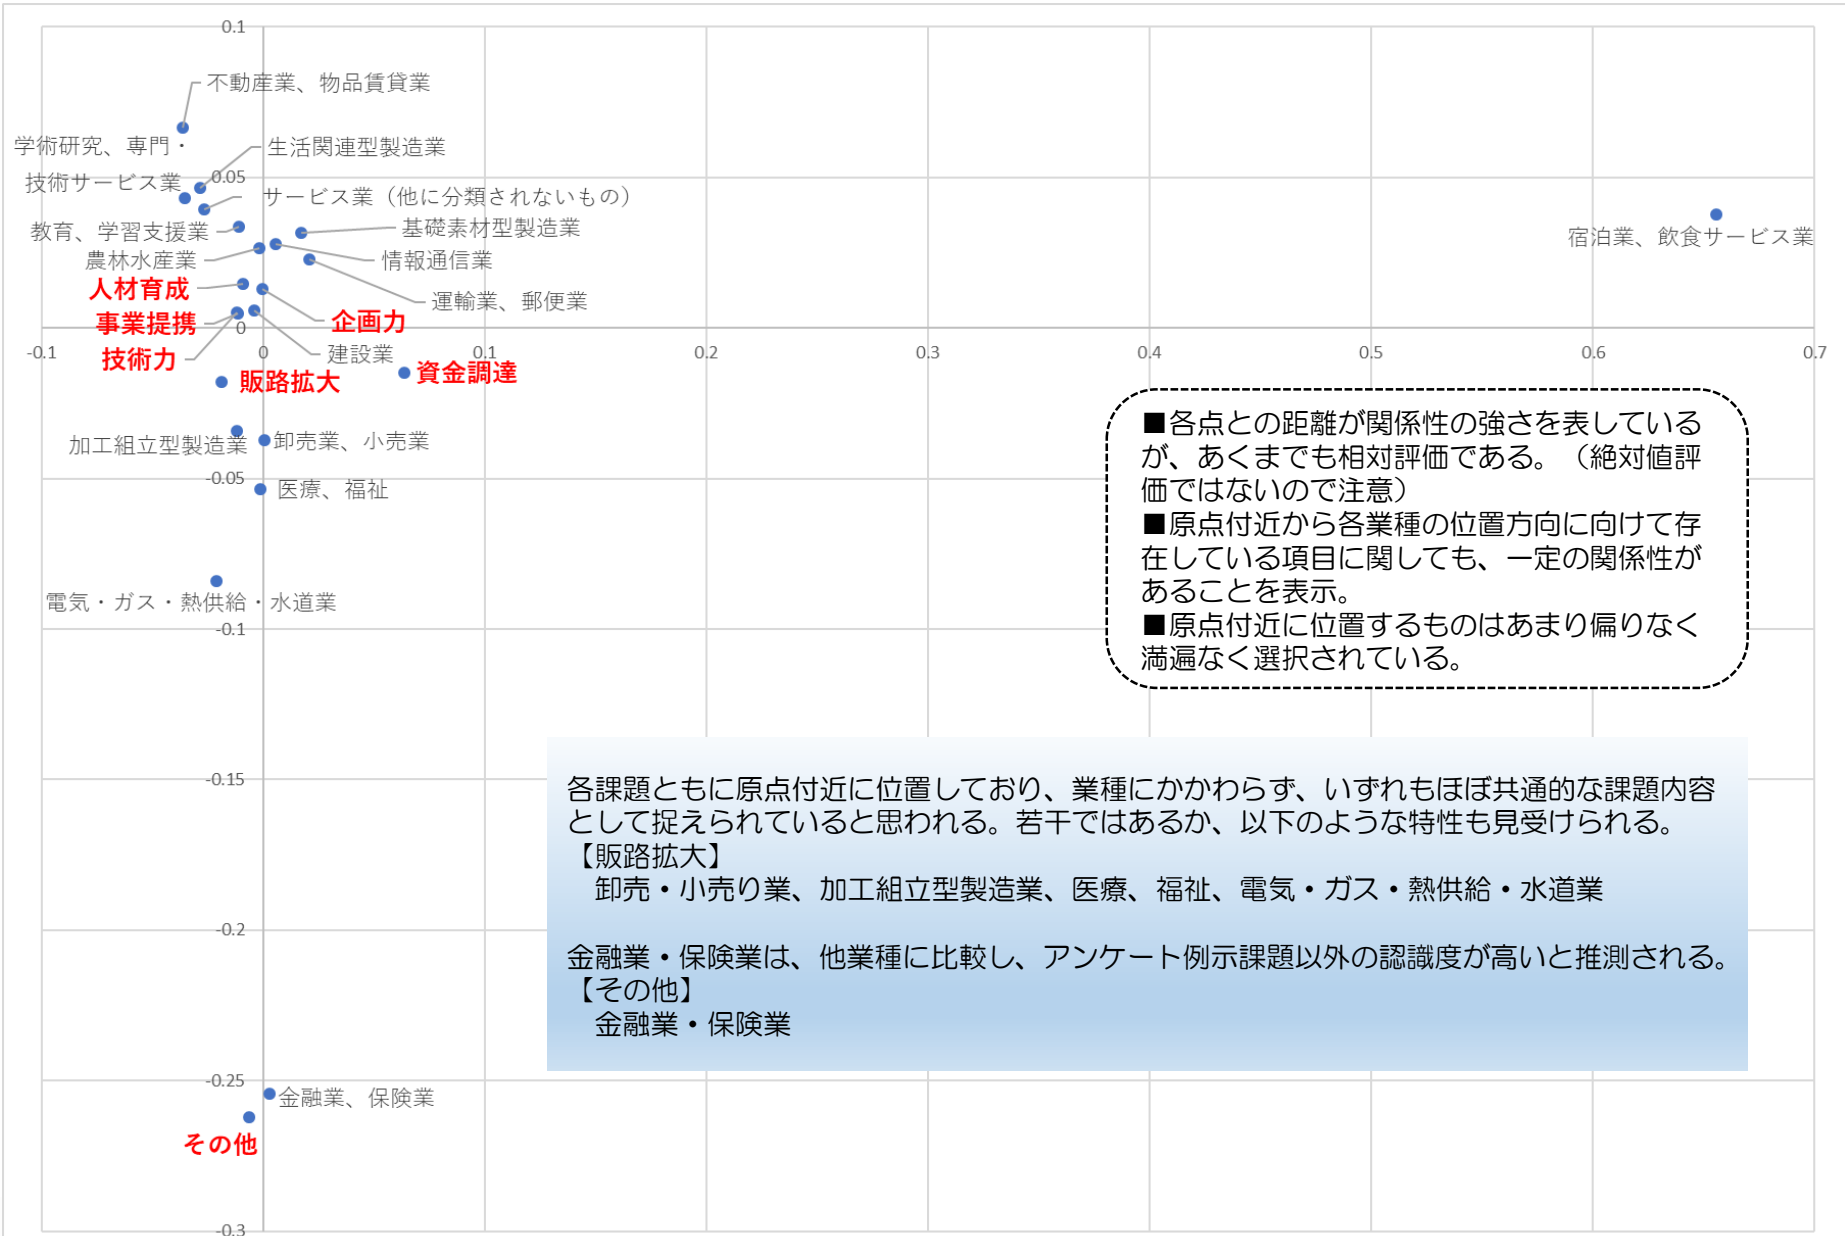 0.1
不動産業、物品賃貸業
学術研究、専門・
技術サービス業
生活関連型製造業
0.05
サービス業（他に分類されないもの）
教育、学習支援業
基礎素材型製造業
宿泊業、飲食サービス業
農林水産業
情報通信業
人材育成
運輸業、郵便業
事業提携
企画力
0
-0.1
0
0.1
0.2
0.3
0.4
0.5
0.6
0.7
技術力
建設業
販路拡大
資金調達
加工組立型製造業
卸売業、小売業
-0.05
医療、福祉
電気・ガス・熱供給・水道業
-0.1
■各点との距離が関係性の強さを表している
が、あくまでも相対評価である。（絶対値評
価ではないので注意）
■原点付近から各業種の位置方向に向けて存
在している項目に関しても、一定の関係性が
あることを表示。
■原点付近に位置するものはあまり偏りなく
満遍なく選択されている。
-0.15
各課題ともに原点付近に位置しており、業種にかかわらず、いずれもほぼ共通的な課題内容
として捉えられていると思われる。若干ではあるか、以下のような特性も見受けられる。
【販路拡大】
卸売・小売り業、加工組立型製造業、医療、福祉、電気・ガス・熱供給・水道業
-0.2
金融業・保険業は、他業種に比較し、アンケート例示課題以外の認識度が高いと推測される。
【その他】
金融業・保険業
-0.25
金融業、保険業
その他
-0.3